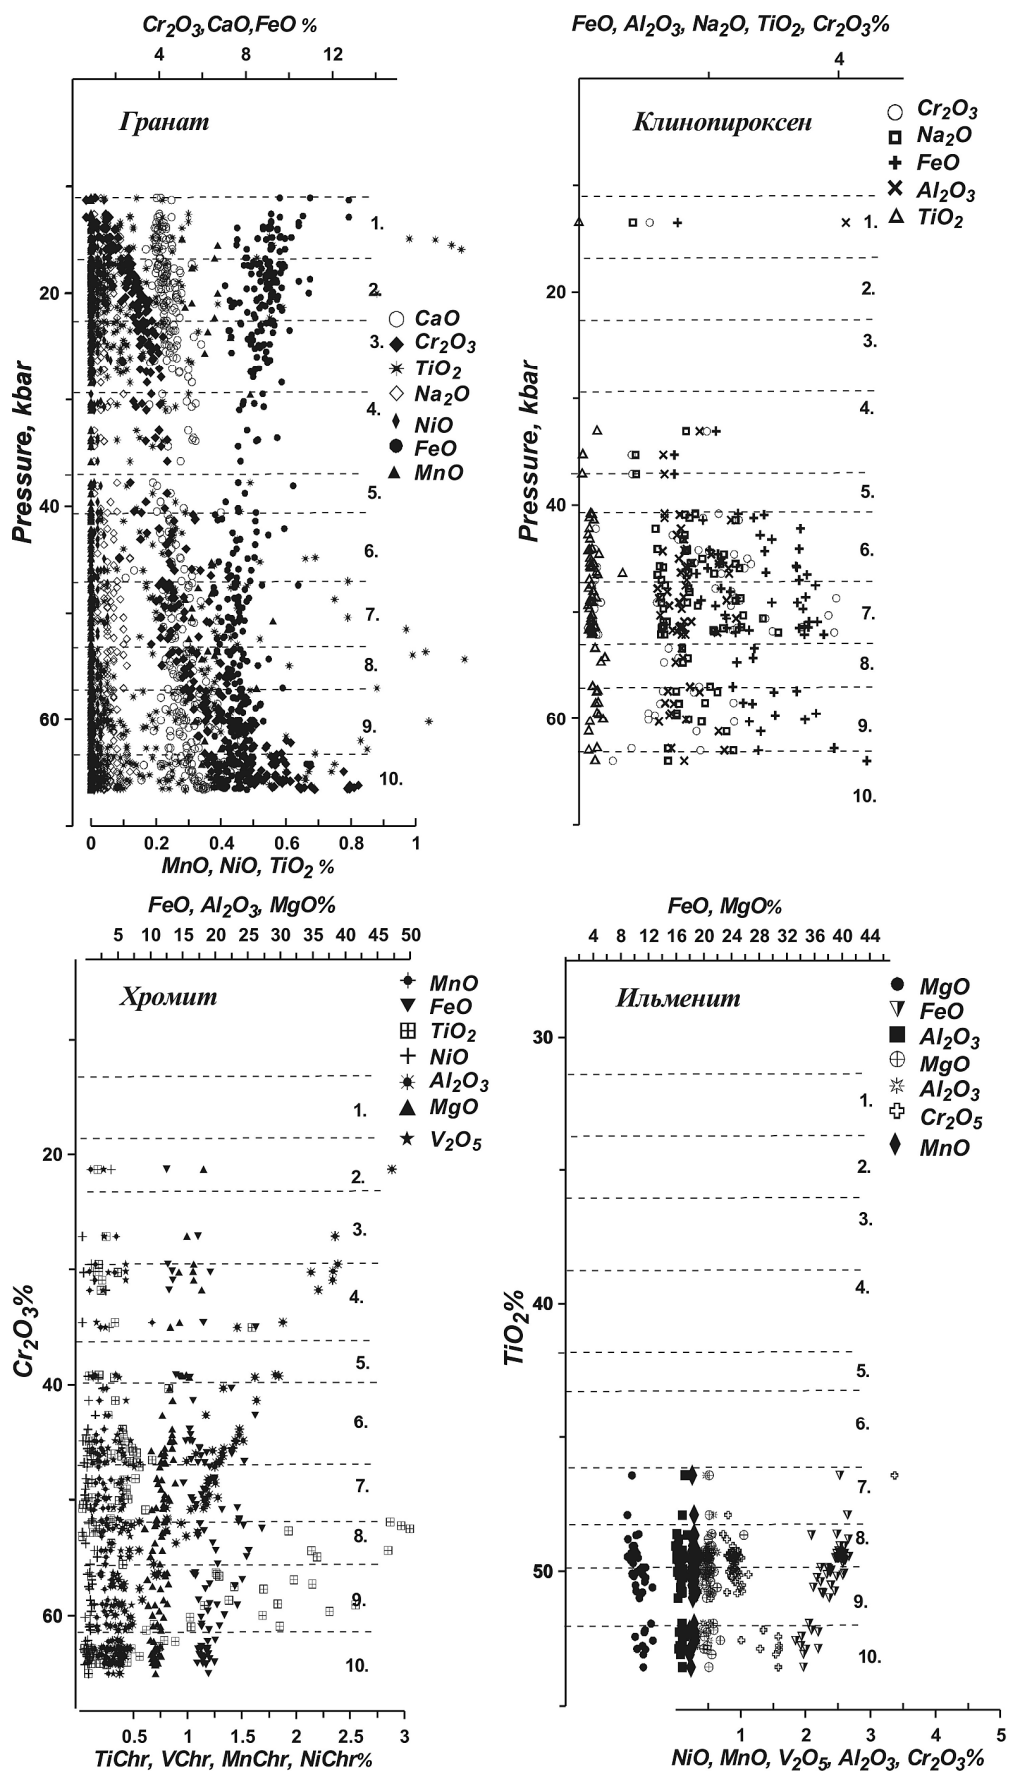 Cr₂O₃,CaO,FeO %
4 8 12
Гранат
1.
2.
3.
4.
5.
6.
7.
8.
9.
10.
CaO
Cr₂O₃
TiO₂
Na₂O
NiO
FeO
MnO
Pressure, kbar
20
40
60
0 0.2 0.4 0.6 0.8 1
MnO, NiO, TiO₂ %
FeO, Al₂O₃, Na₂O, TiO₂, Cr₂O₃%
4
Клинопироксен
Cr₂O₃
Na₂O
FeO
Al₂O₃
TiO₂
1.
2.
3.
4.
5.
6.
7.
8.
9.
10.
Pressure, kbar
20
40
60
FeO, Al₂O₃, MgO%
5 10 15 20 25 30 35 40 45 50
Хромит
MnO
FeO
TiO₂
NiO
Al₂O₃
MgO
V₂O₅
1.
2.
3.
4.
5.
6.
7.
8.
9.
10.
Cr₂O₃%
20
40
60
0.5 1 1.5 2 2.5 3
TiChr, VChr, MnChr, NiChr%
FeO, MgO%
4 8 12 16 20 24 28 32 36 40 44
Ильменит
MgO
FeO
Al₂O₃
MgO
Al₂O₃
Cr₂O₅
MnO
1.
2.
3.
4.
5.
6.
7.
8.
9.
10.
TiO₂%
30
40
50
1 2 3 4 5
NiO, MnO, V₂O₅, Al₂O₃, Cr₂O₃%